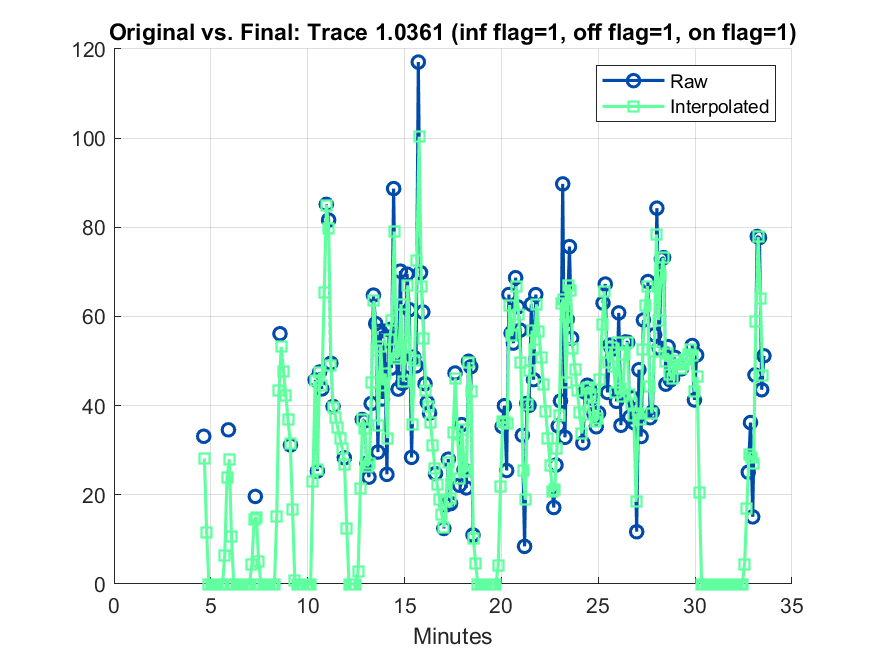 Original vs. Final: Trace 1.0361 (inf flag=1, off flag=1, on flag=1)
120
100
80
60
40
20
0
Raw
Interpolated
0 5 10 15 20 25 30 35
Minutes